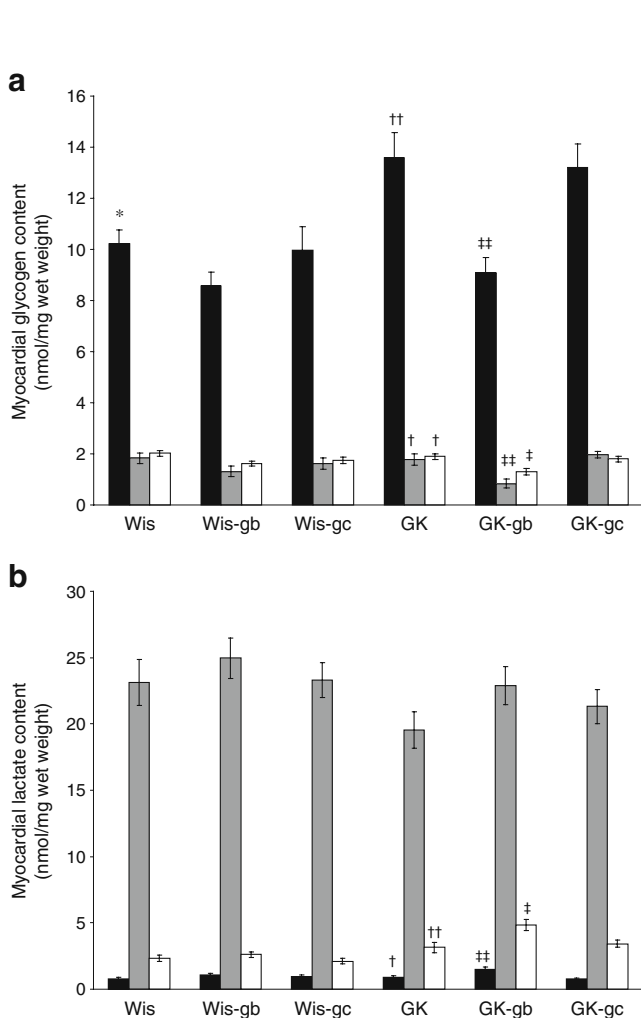 a
Myocardial glycogen content
(nmol/mg wet weight)
16
14
12
10
8
6
4
2
0
*
††
‡‡
† †
‡‡ ‡
Wis Wis-gb Wis-gc GK GK-gb GK-gc
b
Myocardial lactate content
(nmol/mg wet weight)
30
25
20
15
10
5
0
† †† ‡‡ ‡
Wis Wis-gb Wis-gc GK GK-gb GK-gc